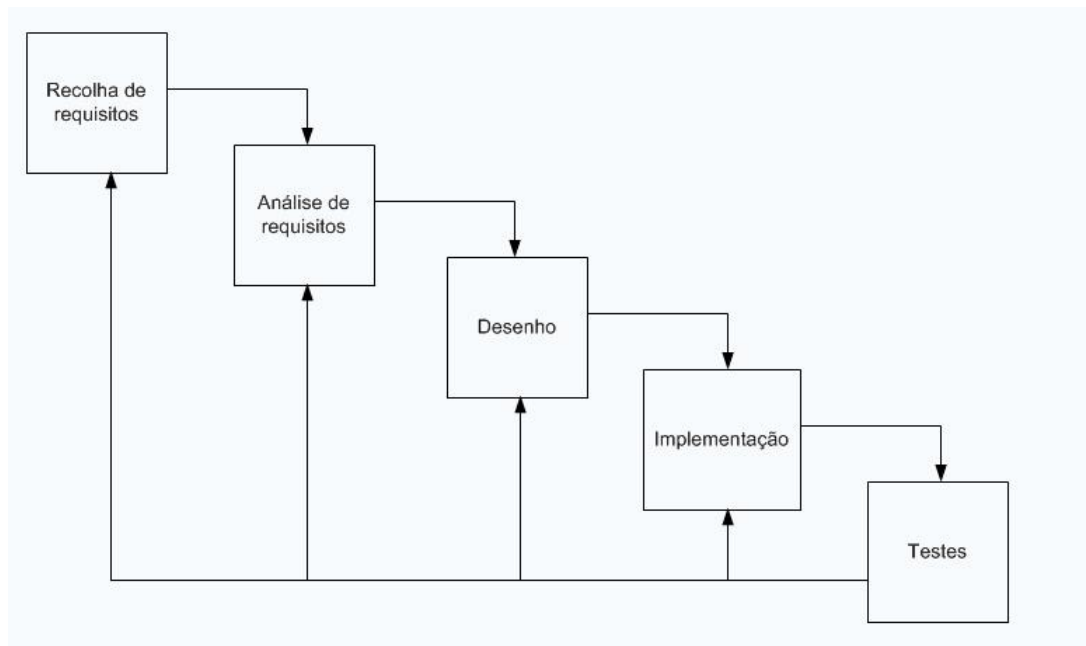 Recolha de
requisitos
Análise de
requisitos
Desenho
Implementação
Testes